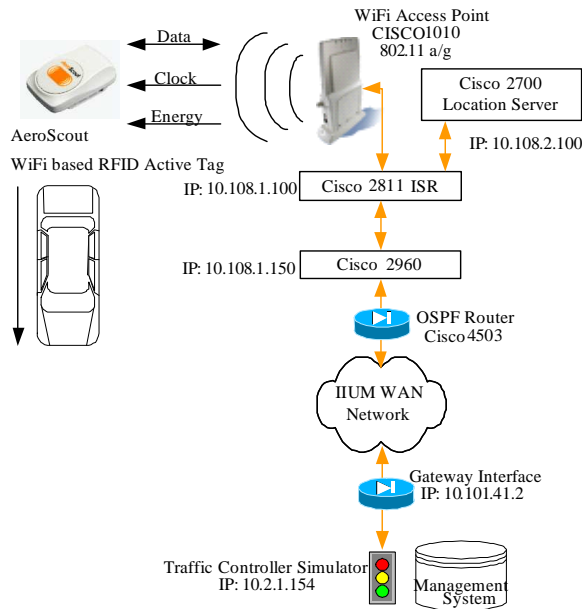 WiFi Access Point
CISCO1010
802.11 a/g
Data
Clock
Energy
AeroScout
WiFi based RFID Active Tag
Cisco 2700
Location Server
IP: 10.108.2.100
IP: 10.108.1.100
Cisco 2811 ISR
IP: 10.108.1.150
Cisco 2960
OSPF Router
Cisco 4503
IIUM WAN
Network
Gateway Interface
IP: 10.101.41.2
Traffic Controller Simulator
IP: 10.2.1.154
Management
System